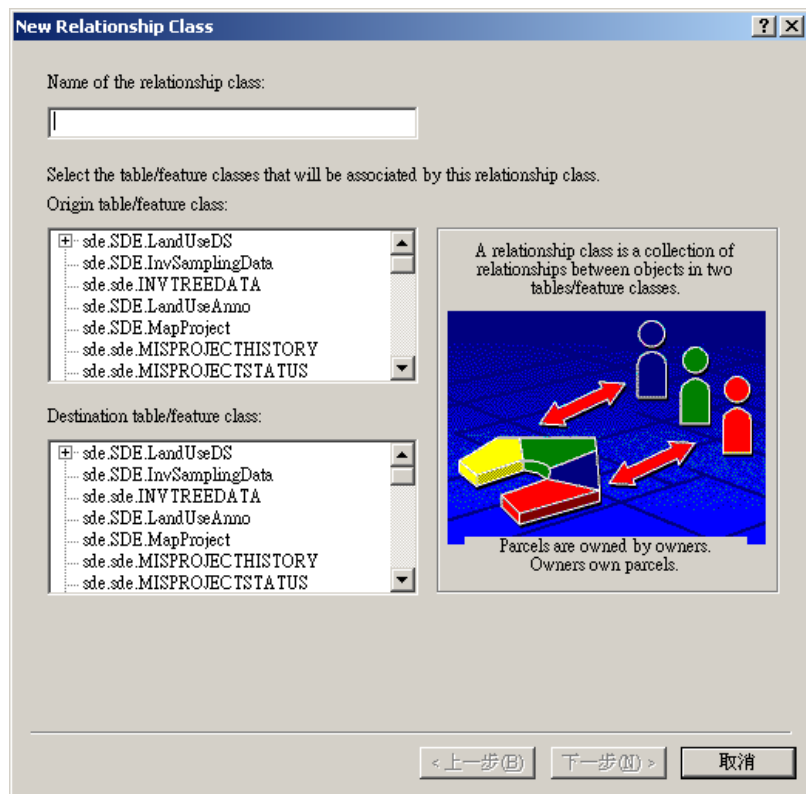 New Relationship Class
Name of the relationship class:
Select the table/feature classes that will be associated by this relationship class.
Origin table/feature class:
sde.SDE.LandUseDS
sde.SDE.InvSamplingData
sde.sde.INVTREEDATA
sde.SDE.LandUseAnno
sde.SDE.MapProject
sde.sde.MISPROJECTHISTORY
sde.sde.MISPROJECTSTATUS
A relationship class is a collection of
relationships between objects in two
tables/feature classes.
Destination table/feature class:
sde.SDE.LandUseDS
sde.SDE.InvSamplingData
sde.sde.INVTREEDATA
sde.SDE.LandUseAnno
sde.SDE.MapProject
sde.sde.MISPROJECTHISTORY
sde.sde.MISPROJECTSTATUS
Parcels are owned by owners.
Owners own parcels.
< 上一步(B)
下一步(N) >
取消